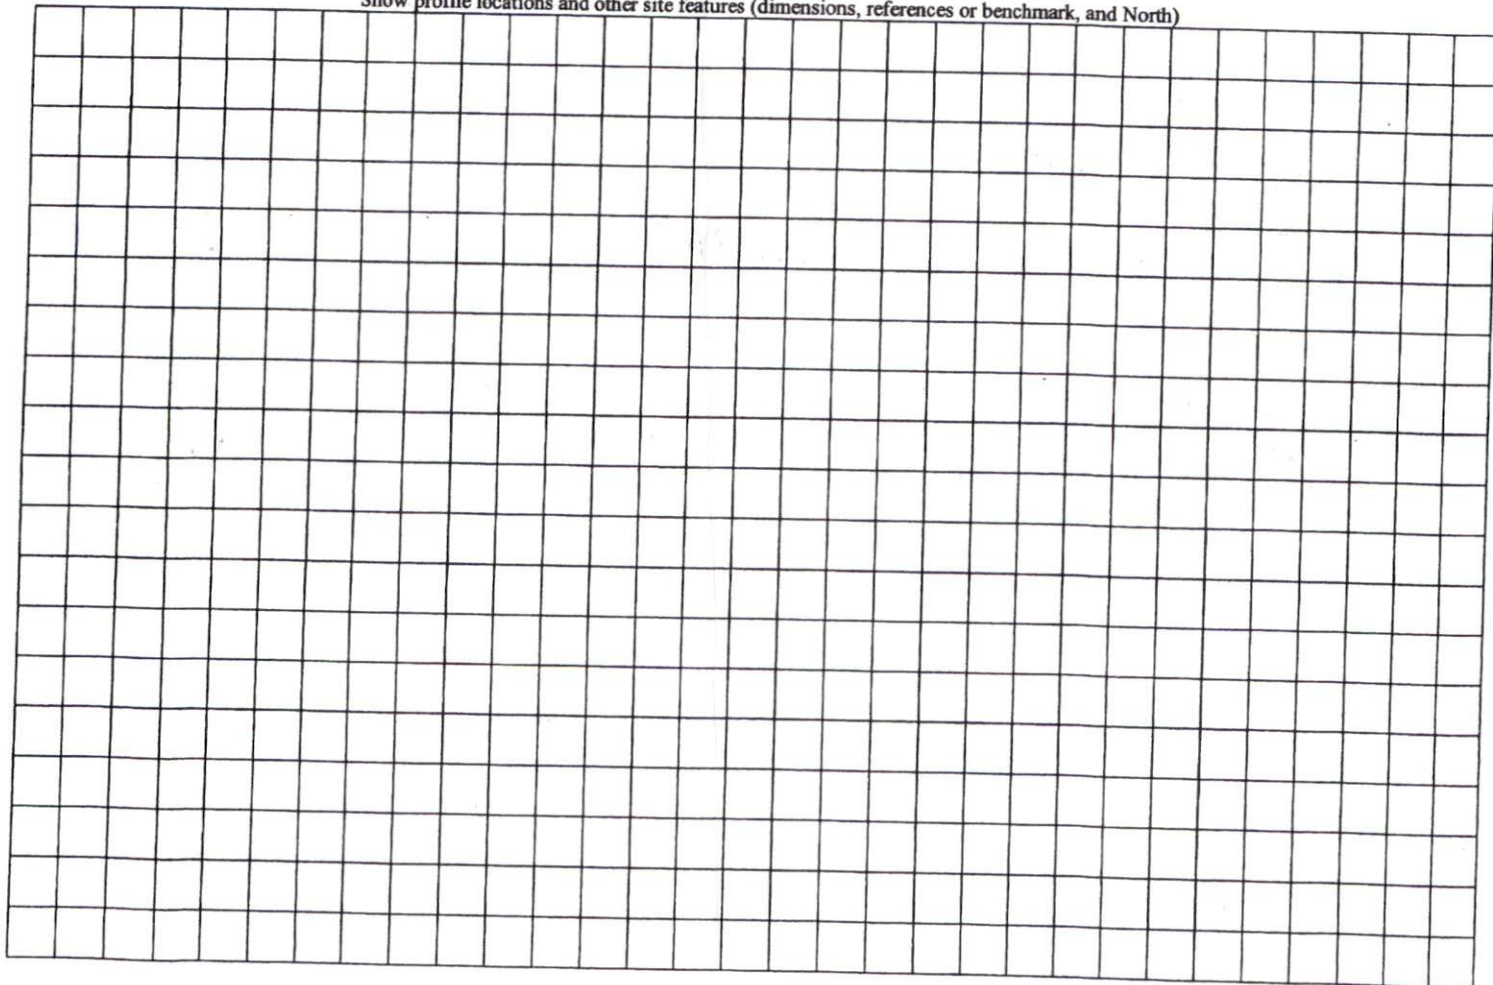 Show profile locations and other site features (dimensions, references or benchmark, and North)